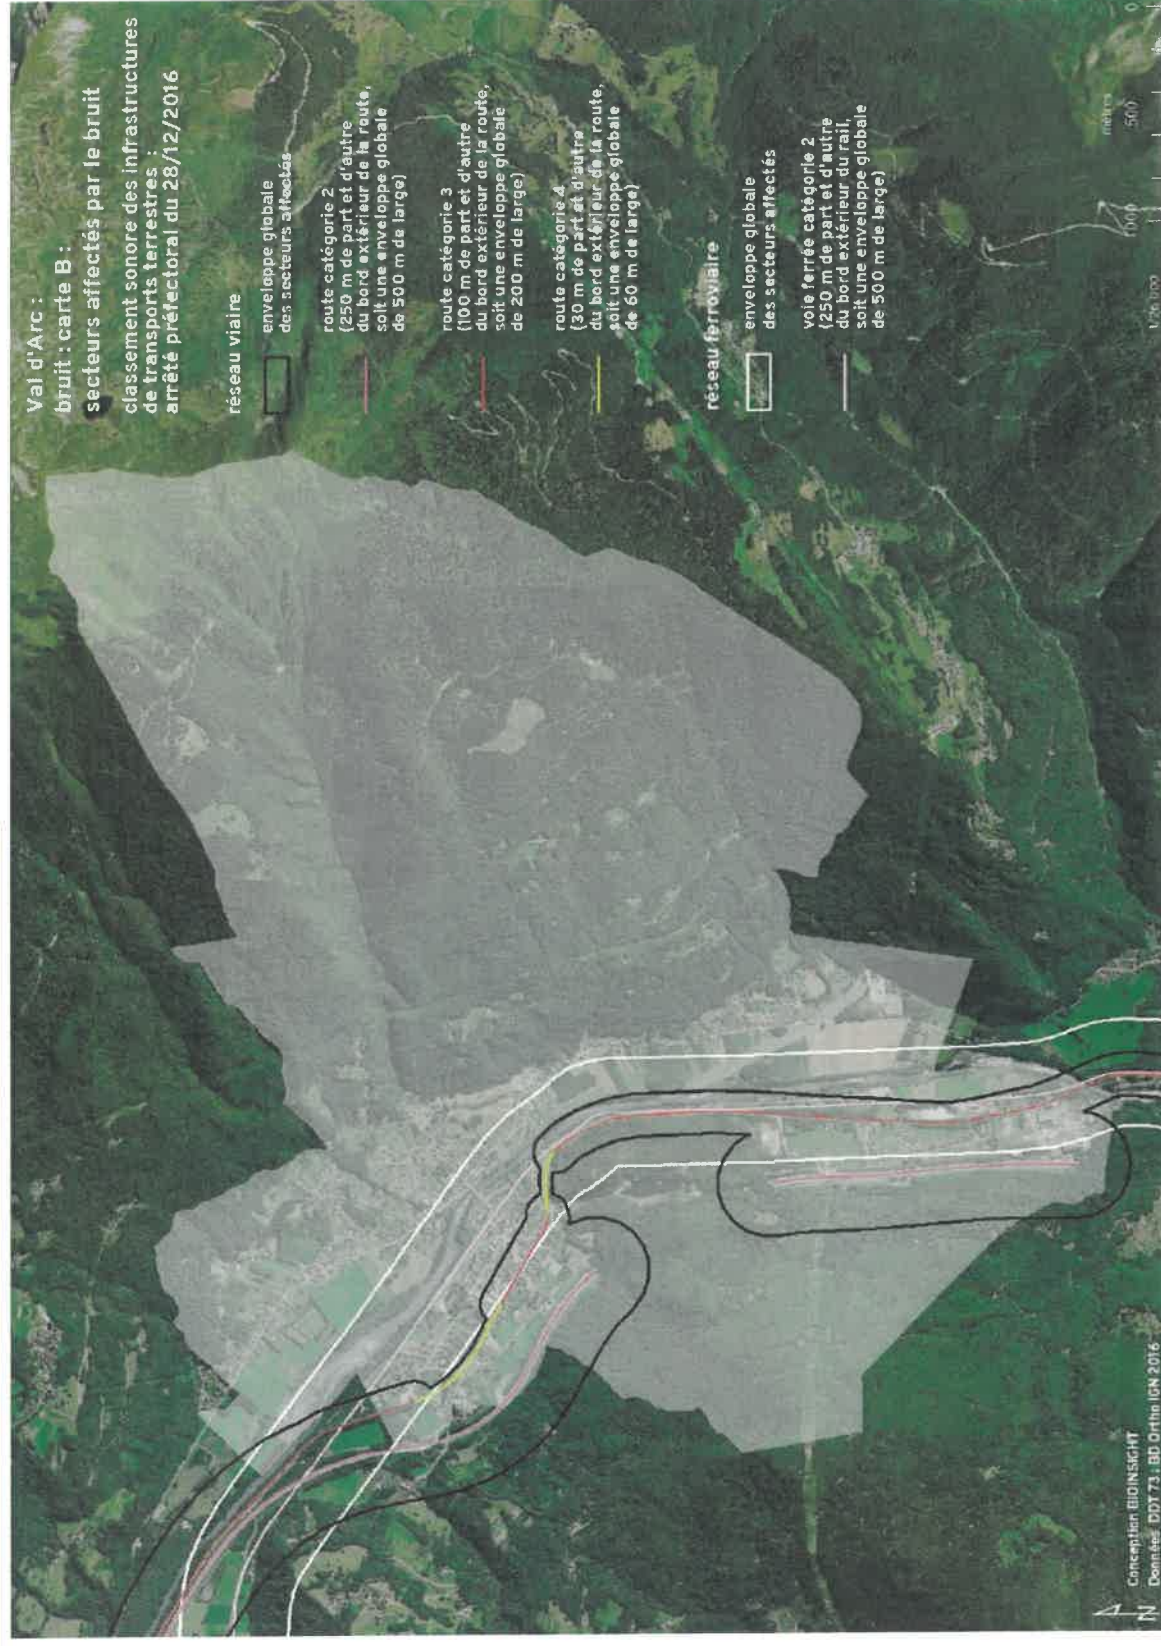 Val d'Arc :
bruit : carte B :
secteurs affectés par le bruit
classement sonore des infrastructures
de transports terrestres :
arrêté préfectoral du 28/12/2016
réseau viaire
enveloppe globale
des secteurs affectés
route catégorie 2
(250 m de part et d'autre
du bord extérieur de la route,
soit une enveloppe globale
de 500 m de large)
route catégorie 3
(100 m de part et d'autre
du bord extérieur de la route,
soit une enveloppe globale
de 200 m de large)
route catégorie 4
(30 m de part et d'autre
du bord extérieur de la route.
soit une enveloppe globale
de 60 m de large)
réseau ferroviaire
enveloppe globale
des secteurs affectés
voie ferrée catégorie 2
(250 m de part et d'autre
du bord extérieur du rail,
soit une enveloppe globale
de 500 m de large)
mètres
0
500
1000
N
Conception BIOINSIGHT
Données DDT 73 ; BD Ortho IGN 2016